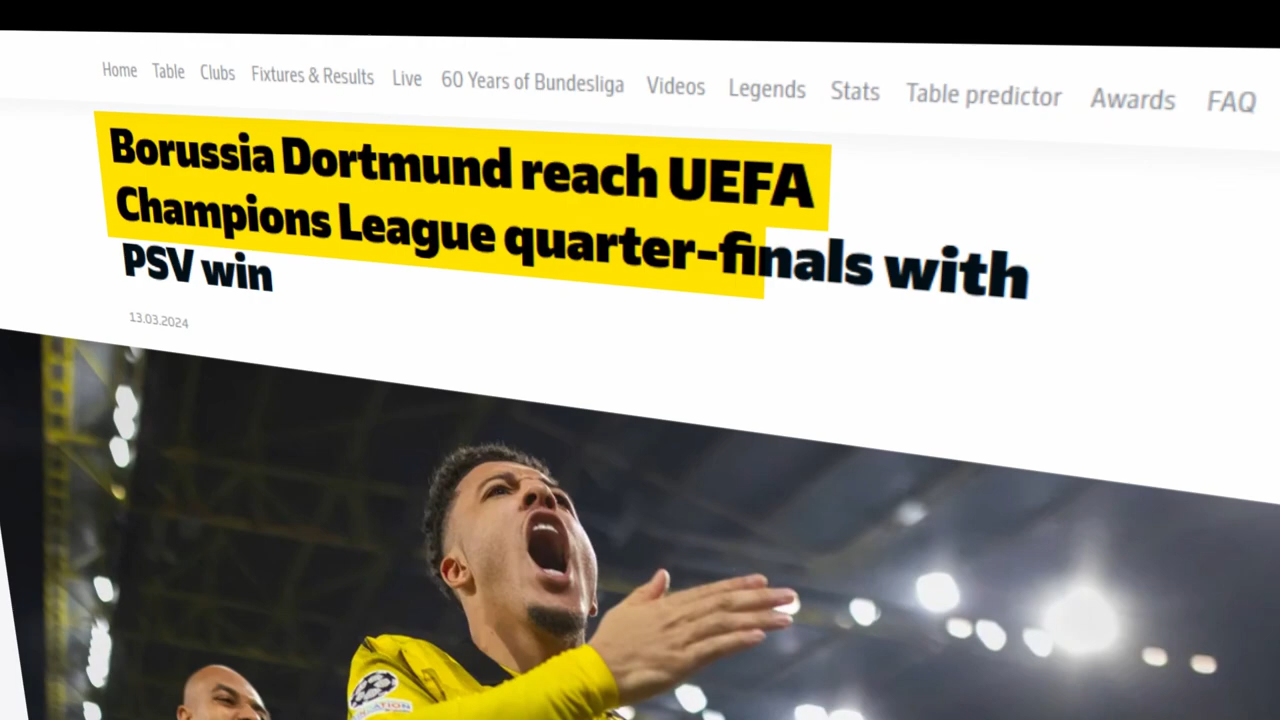 Home Table Clubs Fixtures & Results Live 60 Years of Bundesliga Videos Legends Stats Table predictor Awards FAQ
Borussia Dortmund reach UEFA
Champions League quarter-finals with
PSV win
13.03.2024